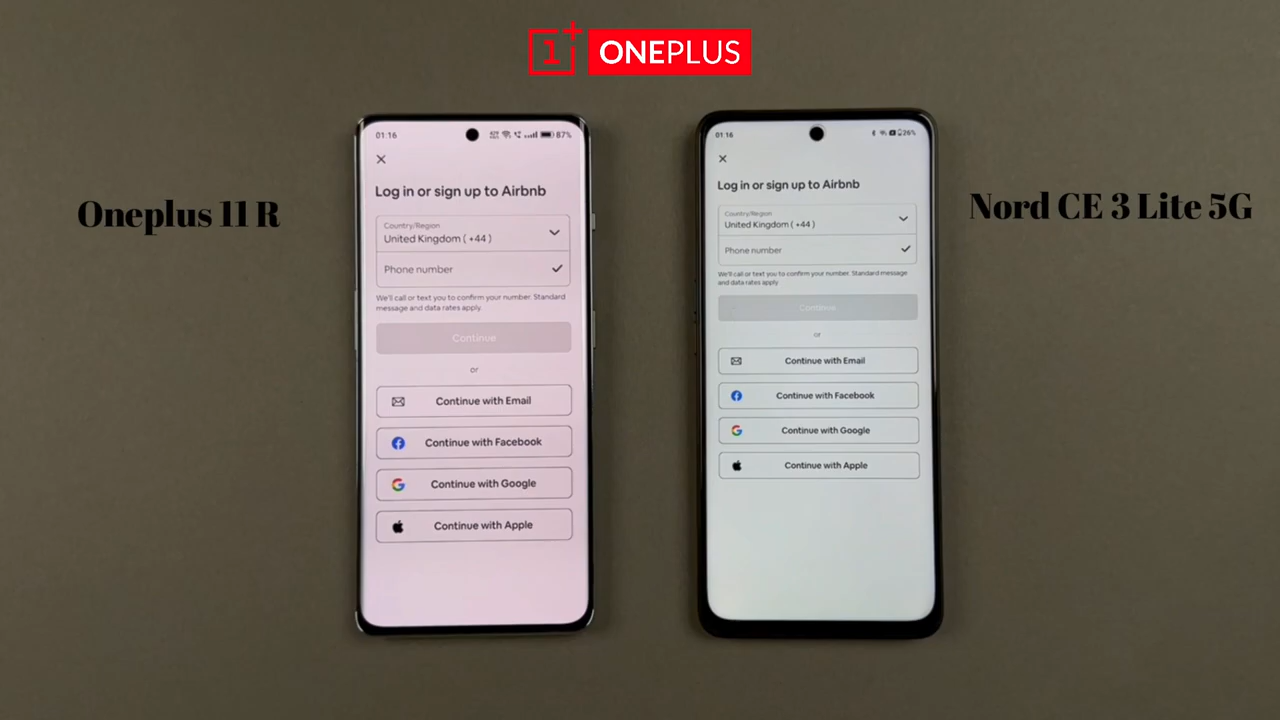 1+ ONEPLUS
Oneplus 11 R
01:16
87%
Log in or sign up to Airbnb
Country/Region
United Kingdom ( +44 )
Phone number
We'll call or text you to confirm your number. Standard
message and data rates apply.
Continue
or
Continue with Email
Continue with Facebook
Continue with Google
Continue with Apple
Nord CE 3 Lite 5G
01:16
26%
Log in or sign up to Airbnb
Country/Region
United Kingdom ( +44 )
Phone number
We'll call or text you to confirm your number. Standard message
and data rates apply.
Continue
or
Continue with Email
Continue with Facebook
Continue with Google
Continue with Apple